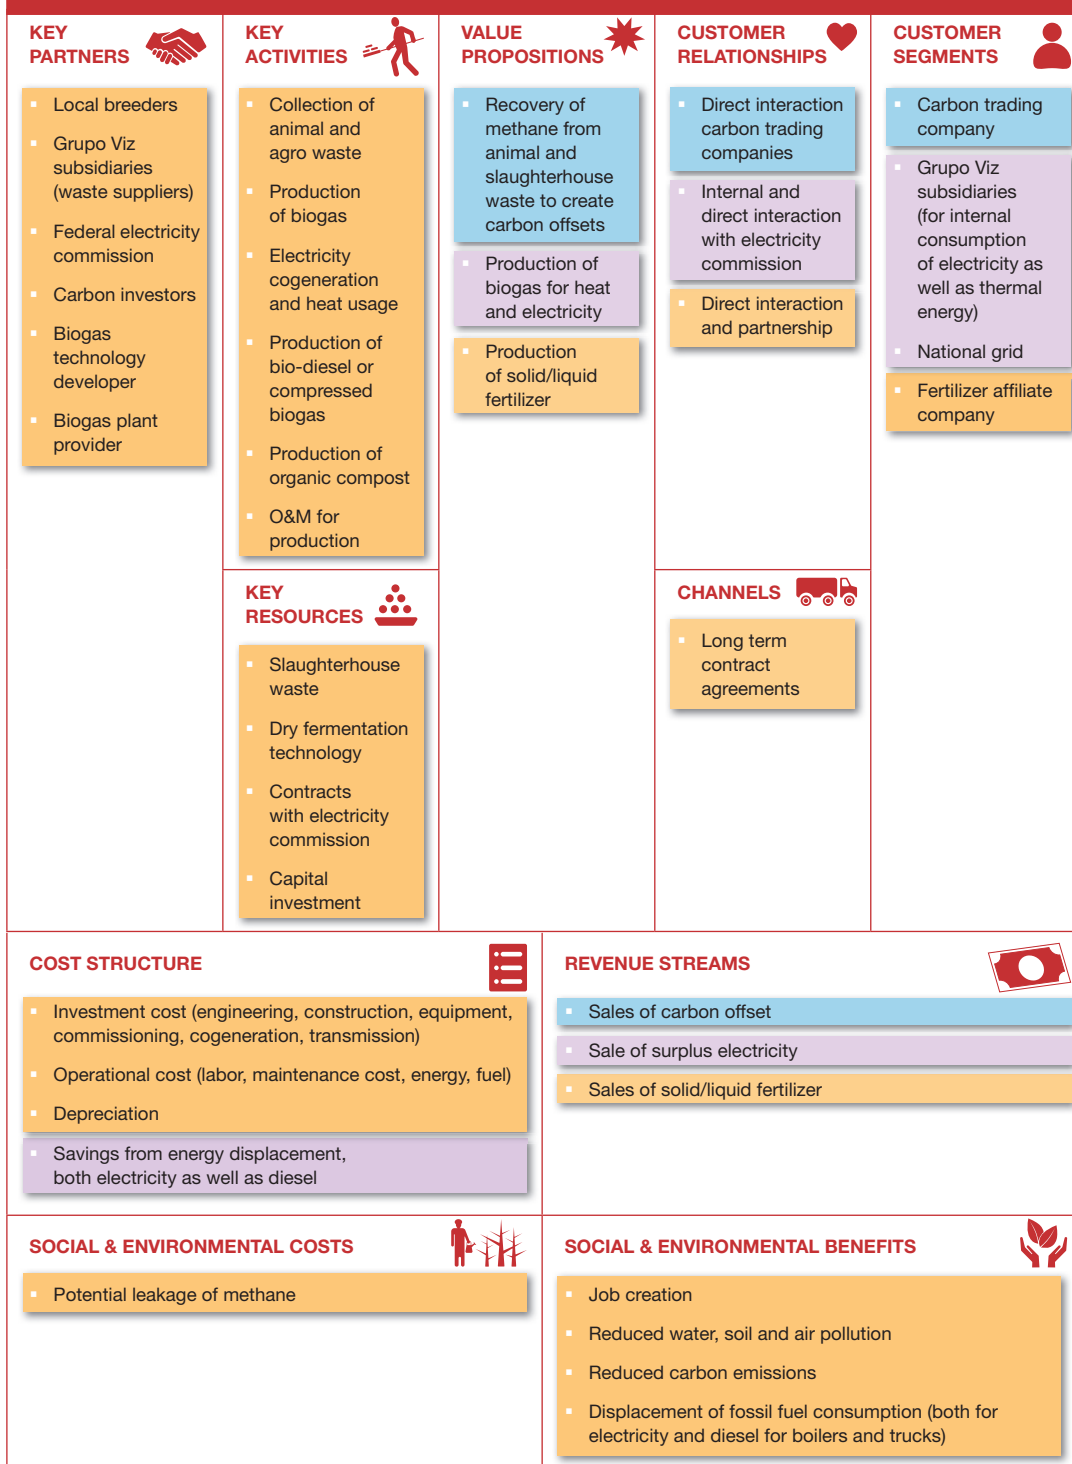 KEY
PARTNERS
▪ Local breeders
▪ Grupo Viz
subsidiaries
(waste suppliers)
▪ Federal electricity
commission
▪ Carbon investors
▪ Biogas
technology
developer
▪ Biogas plant
provider
KEY
ACTIVITIES
▪ Collection of
animal and
agro waste
▪ Production
of biogas
▪ Electricity
cogeneration
and heat usage
▪ Production of
bio-diesel or
compressed
biogas
▪ Production of
organic compost
▪ O&M for
production
KEY
RESOURCES
▪ Slaughterhouse
waste
▪ Dry fermentation
technology
▪ Contracts
with electricity
commission
▪ Capital
investment
VALUE
PROPOSITIONS
▪ Recovery of
methane from
animal and
slaughterhouse
waste to create
carbon offsets
▪ Production of
biogas for heat
and electricity
▪ Production
of solid/liquid
fertilizer
CUSTOMER
RELATIONSHIPS
▪ Direct interaction
carbon trading
companies
▪ Internal and
direct interaction
with electricity
commission
▪ Direct interaction
and partnership
CHANNELS
▪ Long term
contract
agreements
CUSTOMER
SEGMENTS
▪ Carbon trading
company
▪ Grupo Viz
subsidiaries
(for internal
consumption
of electricity as
well as thermal
energy)
▪ National grid
▪ Fertilizer affiliate
company
COST STRUCTURE
▪ Investment cost (engineering, construction, equipment,
commissioning, cogeneration, transmission)
▪ Operational cost (labor, maintenance cost, energy, fuel)
▪ Depreciation
▪ Savings from energy displacement,
both electricity as well as diesel
REVENUE STREAMS
▪ Sales of carbon offset
▪ Sale of surplus electricity
▪ Sales of solid/liquid fertilizer
SOCIAL & ENVIRONMENTAL COSTS
▪ Potential leakage of methane
SOCIAL & ENVIRONMENTAL BENEFITS
▪ Job creation
▪ Reduced water, soil and air pollution
▪ Reduced carbon emissions
▪ Displacement of fossil fuel consumption (both for
electricity and diesel for boilers and trucks)